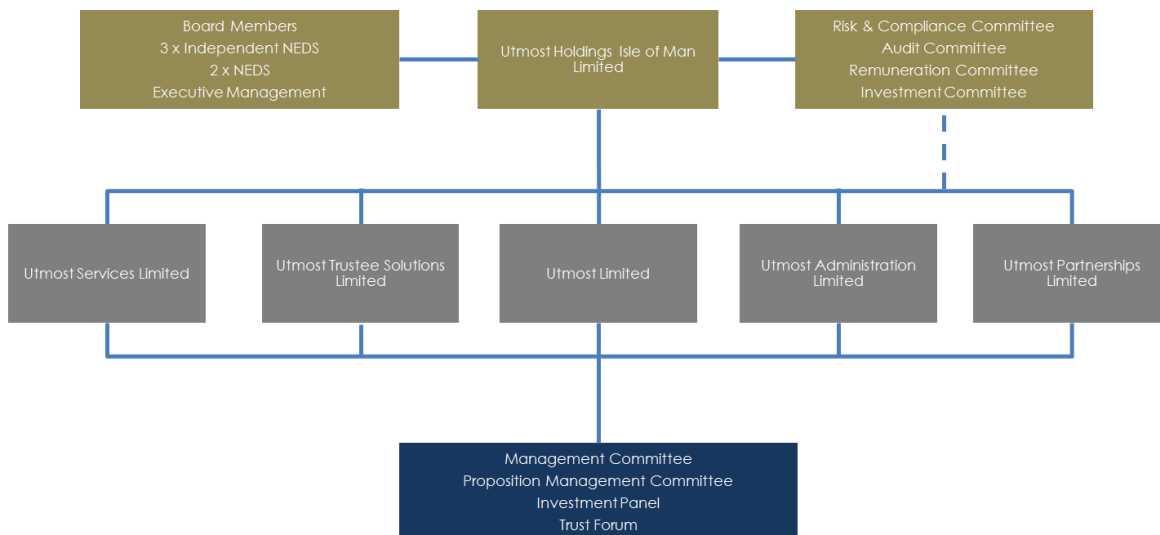 Board Members
3 x Independent NEDS
2 x NEDS
Executive Management
Utmost Holdings Isle of Man
Limited
Risk & Compliance Committee
Audit Committee
Remuneration Committee
Investment Committee
Utmost Services Limited
Utmost Trustee Solutions
Limited
Utmost Limited
Utmost Administration
Limited
Utmost Partnerships
Limited
Management Committee
Proposition Management Committee
Investment Panel
Trust Forum